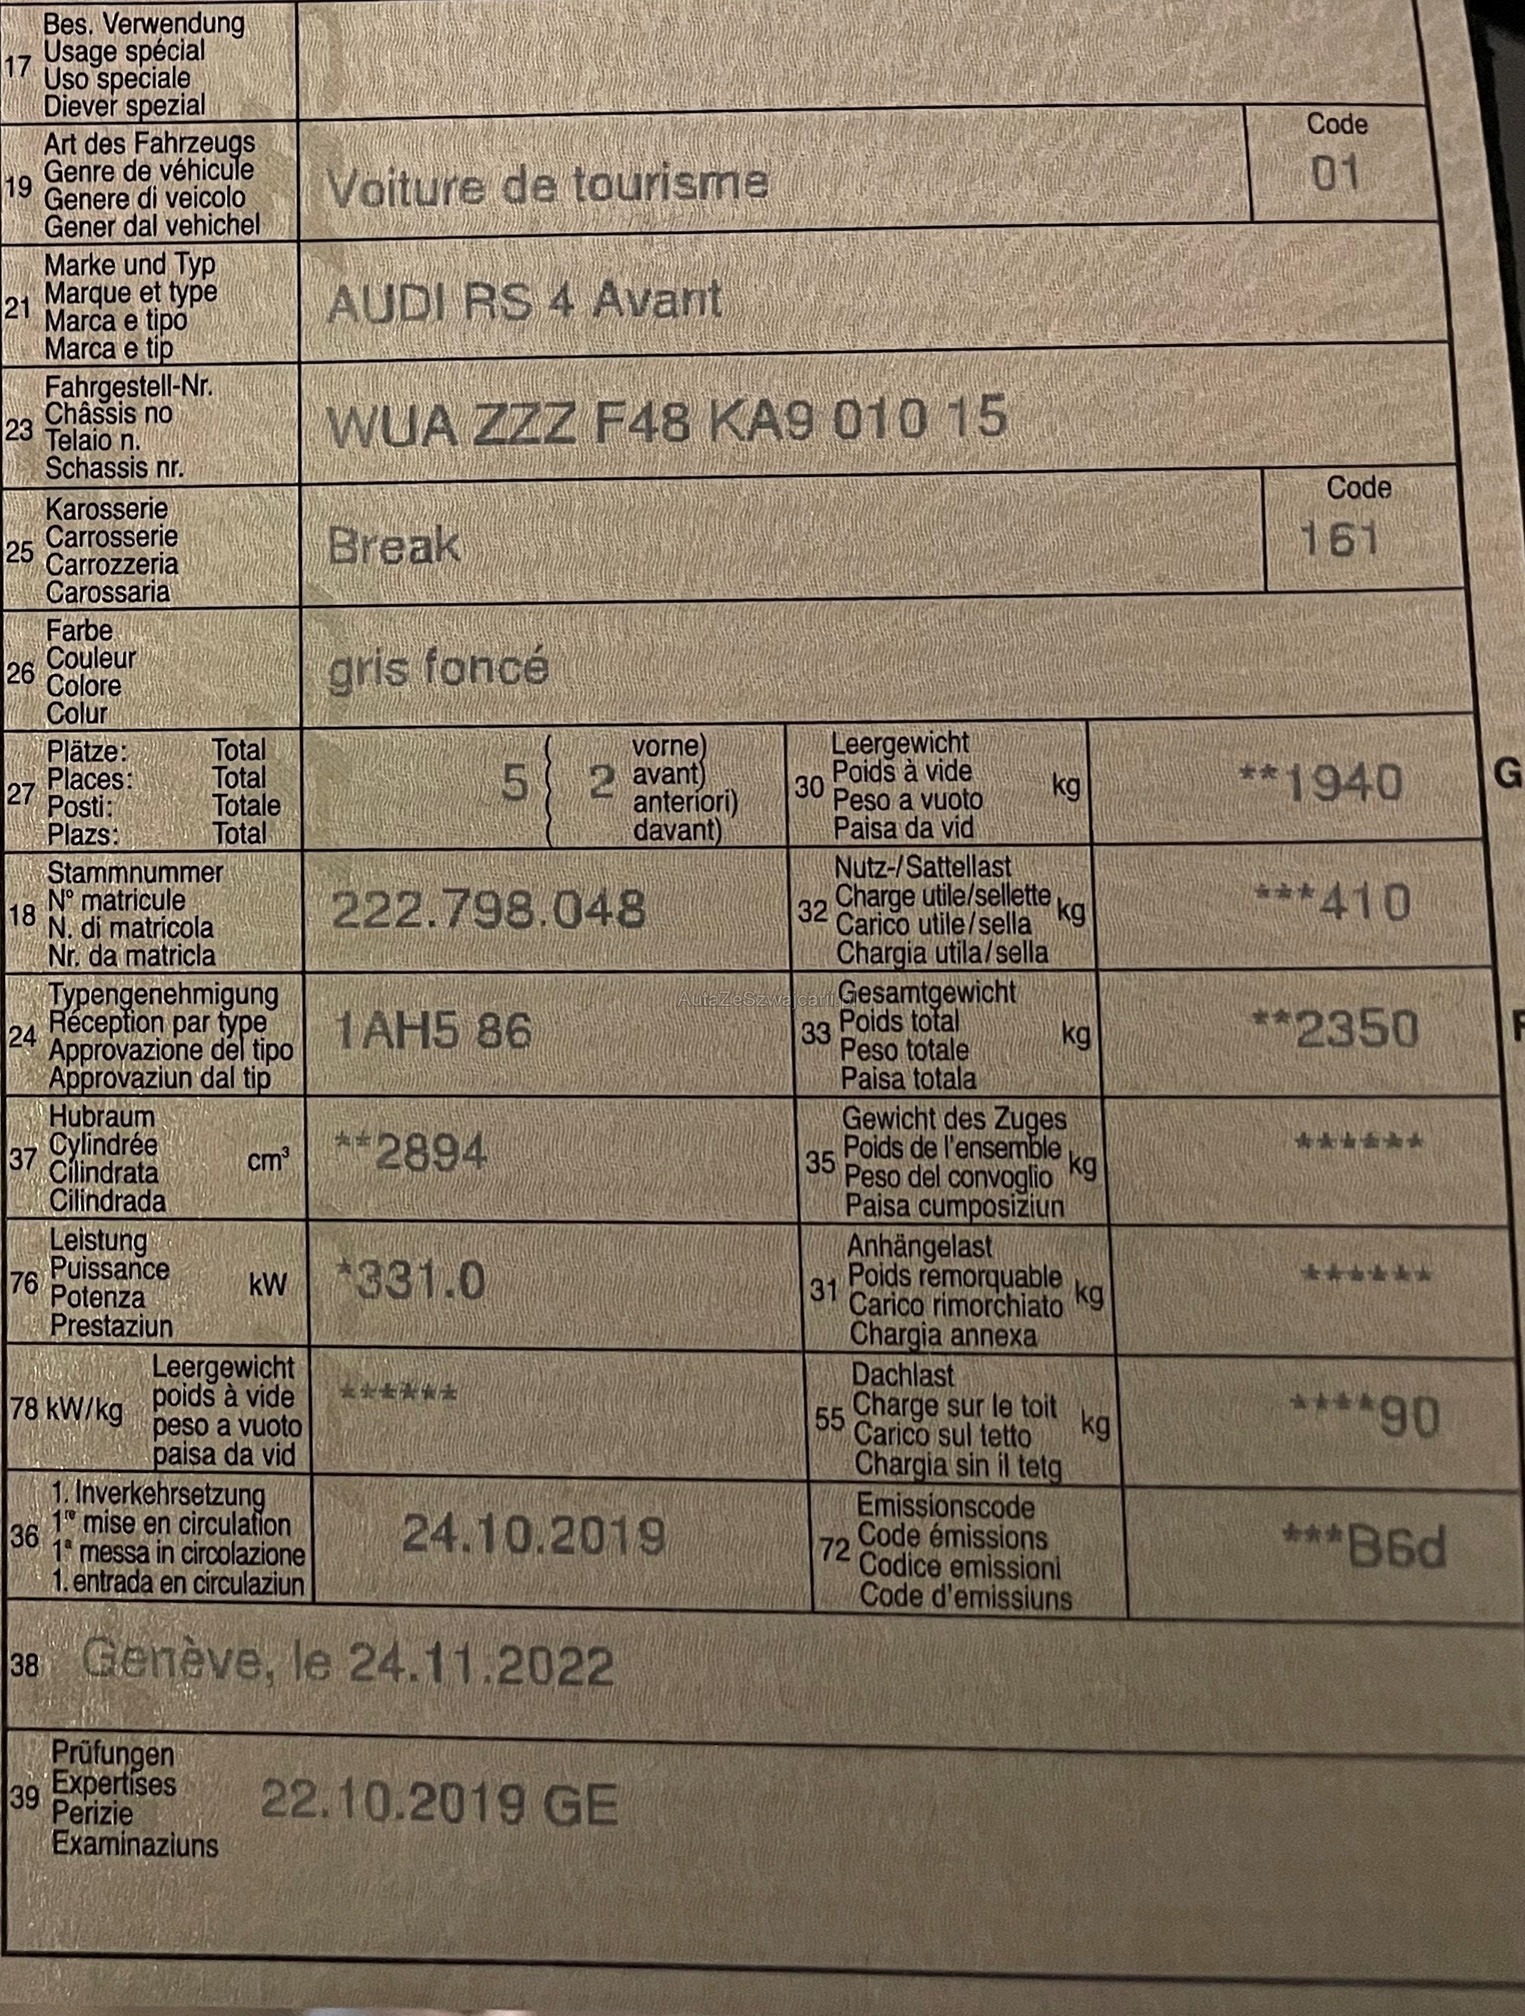 17 Bes. Verwendung
Usage spécial
Uso speciale
Diever spezial
19 Art des Fahrzeugs
Genre de véhicule
Genere di veicolo
Gener dal vehichel
Voiture de tourisme
Code
01
21 Marke und Typ
Marque et type
Marca e tipo
Marca e tip
AUDI RS 4 Avant
23 Fahrgestell-Nr.
Châssis no
Telaio n.
Schassis nr.
WUA ZZZ F48 KA9 010 15
25 Karosserie
Carrosserie
Carrozzeria
Carossaria
Break
Code
161
26 Farbe
Couleur
Colore
Colur
gris foncé
27 Plätze: Total
Places: Total
Posti: Totale
Plazs: Total
5 ( 2 vorne)
avant)
anteriori)
davant)
30 Leergewicht
Poids à vide
Peso a vuoto
Paisa da vid
kg
**1940
G
18 Stammnummer
N° matricule
N. di matricola
Nr. da matricla
222.798.048
32 Nutz-/Sattellast
Charge utile/sellette
Carico utile/sella
Chargia utila/sella
kg
***410
24 Typengenehmigung
Réception par type
Approvazione del tipo
Approvaziun dal tip
1AH5 86
AutaZeSzwajcarii.pl
33 Gesamtgewicht
Poids total
Peso totale
Paisa totala
kg
**2350
F
37 Hubraum
Cylindrée
Cilindrata
Cilindrada
cm³
**2894
35 Gewicht des Zuges
Poids de l'ensemble
Peso del convoglio
Paisa cumposiziun
kg
******
76 Leistung
Puissance
Potenza
Prestaziun
kW
*331.0
31 Anhängelast
Poids remorquable
Carico rimorchiato
Chargia annexa
kg
******
78 kW/kg
Leergewicht
poids à vide
peso a vuoto
paisa da vid
******
55 Dachlast
Charge sur le toit
Carico sul tetto
Chargia sin il tetg
kg
****90
36 1. Inverkehrsetzung
1re mise en circulation
1a messa in circolazione
1. entrada en circulaziun
24.10.2019
72 Emissionscode
Code émissions
Codice emissioni
Code d'emissiuns
***B6d
38 Genève, le 24.11.2022
39 Prüfungen
Expertises
Perizie
Examinaziuns
22.10.2019 GE